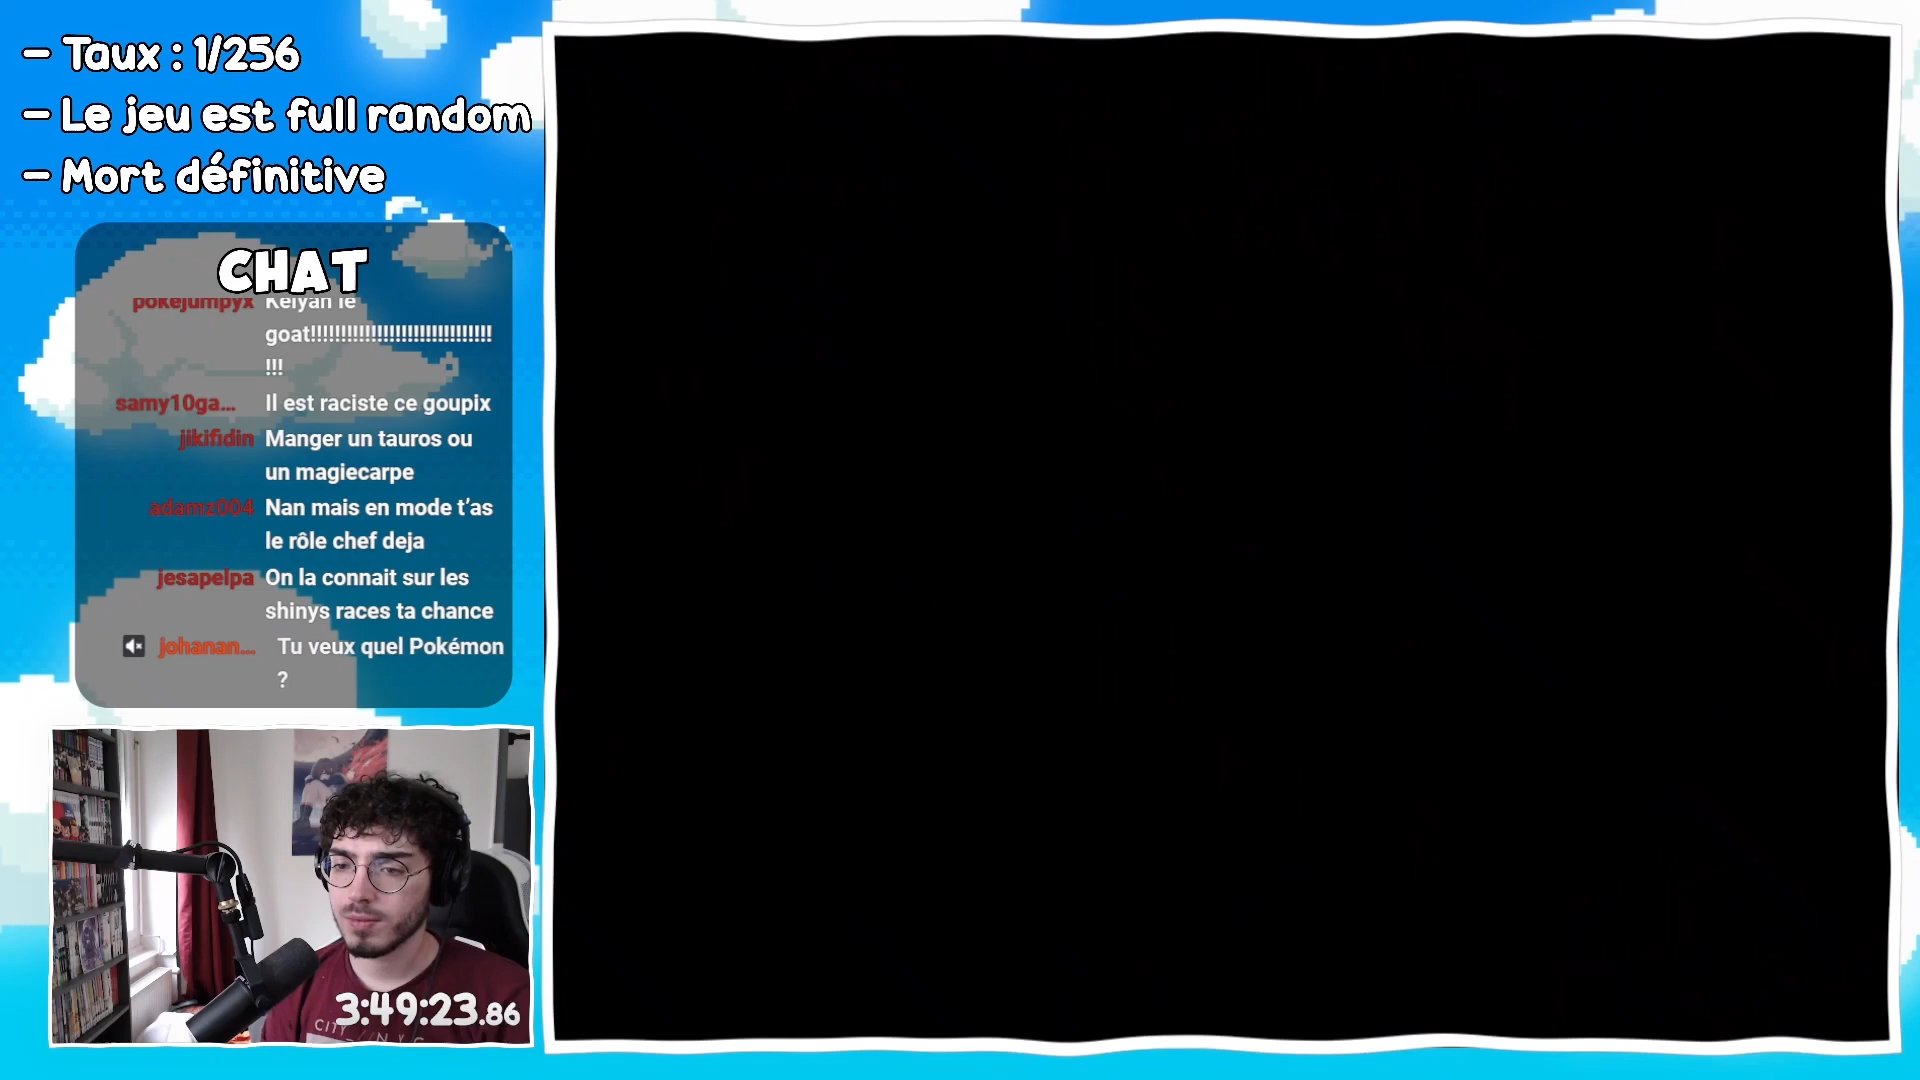 - Taux : 1/256
- Le jeu est full random
- Mort définitive
CHAT
pokejumpyx Kelyan le
goat!!!!!!!!!!!!!!!!!!!!!!!!!!!!!!
!!!
samy10ga... Il est raciste ce goupix
jikifidin Manger un tauros ou
un magiecarpe
adamz004 Nan mais en mode t’as
le rôle chef deja
jesapelpa On la connait sur les
shinys races ta chance
johanan... Tu veux quel Pokémon
?
3:49:23.86
CITY